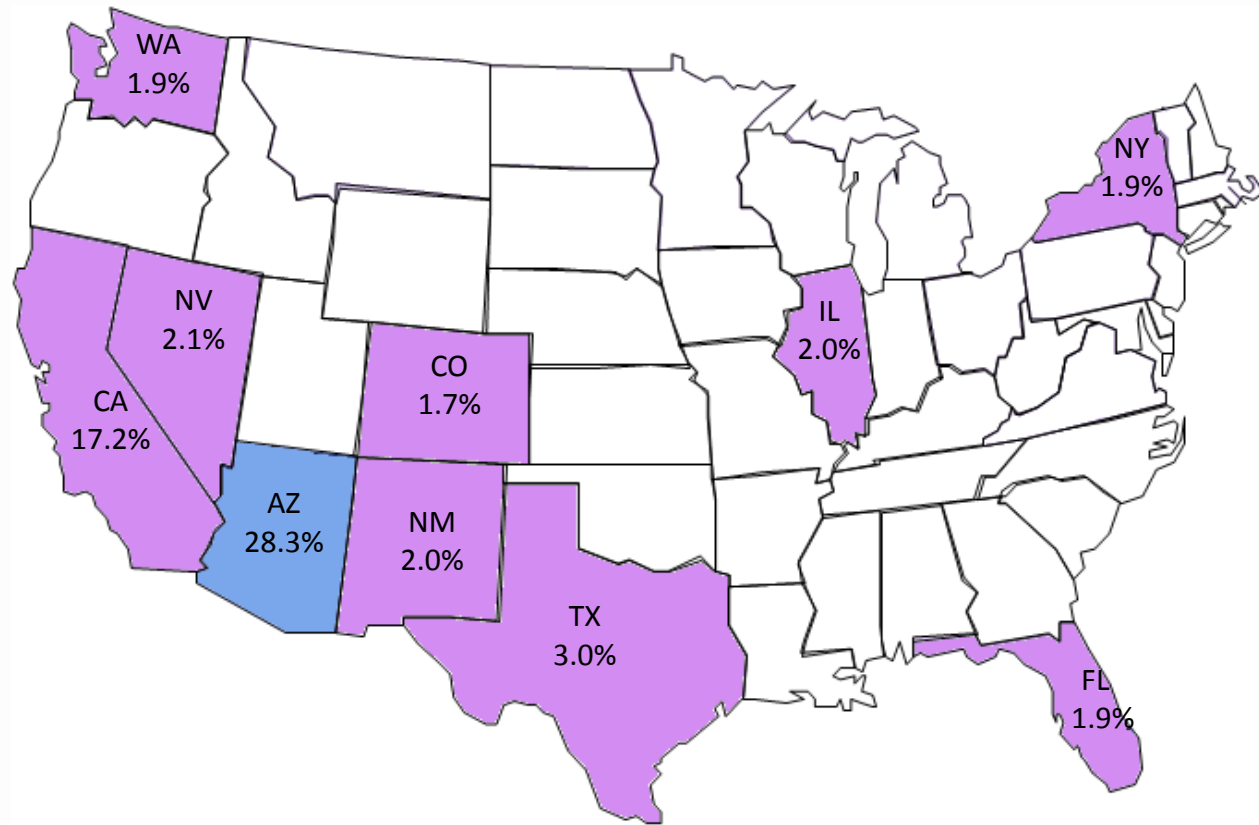 WA
1.9%
NY
1.9%
NV
2.1%
IL
2.0%
CO
1.7%
CA
17.2%
AZ
28.3%
NM
2.0%
TX
3.0%
FL
1.9%